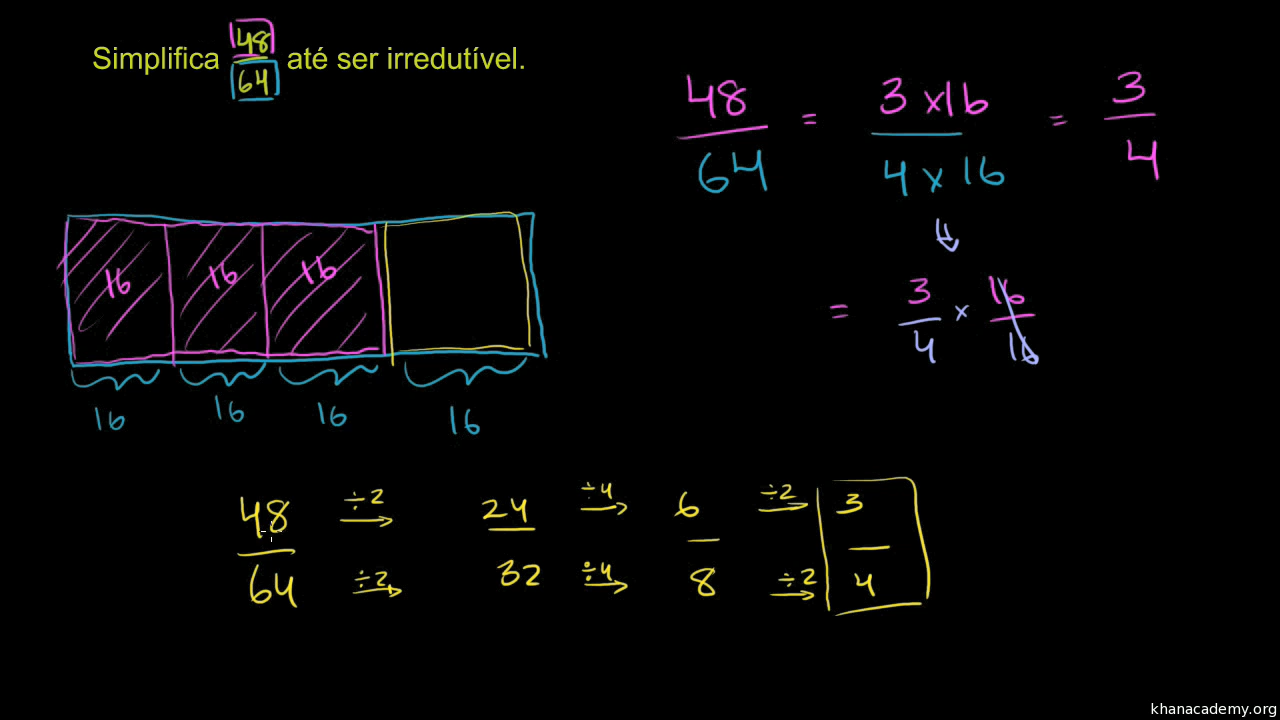 Simplifica 48/64 até ser irredutível.
48/64 = 3 x 16 / 4 x 16 = 3/4
= 3/4 x 16/16
16 16 16
16 16 16 16
48 ÷2 24 ÷4 6 ÷2 3
64 ÷2 32 ÷4 8 ÷2 4
khanacademy.org